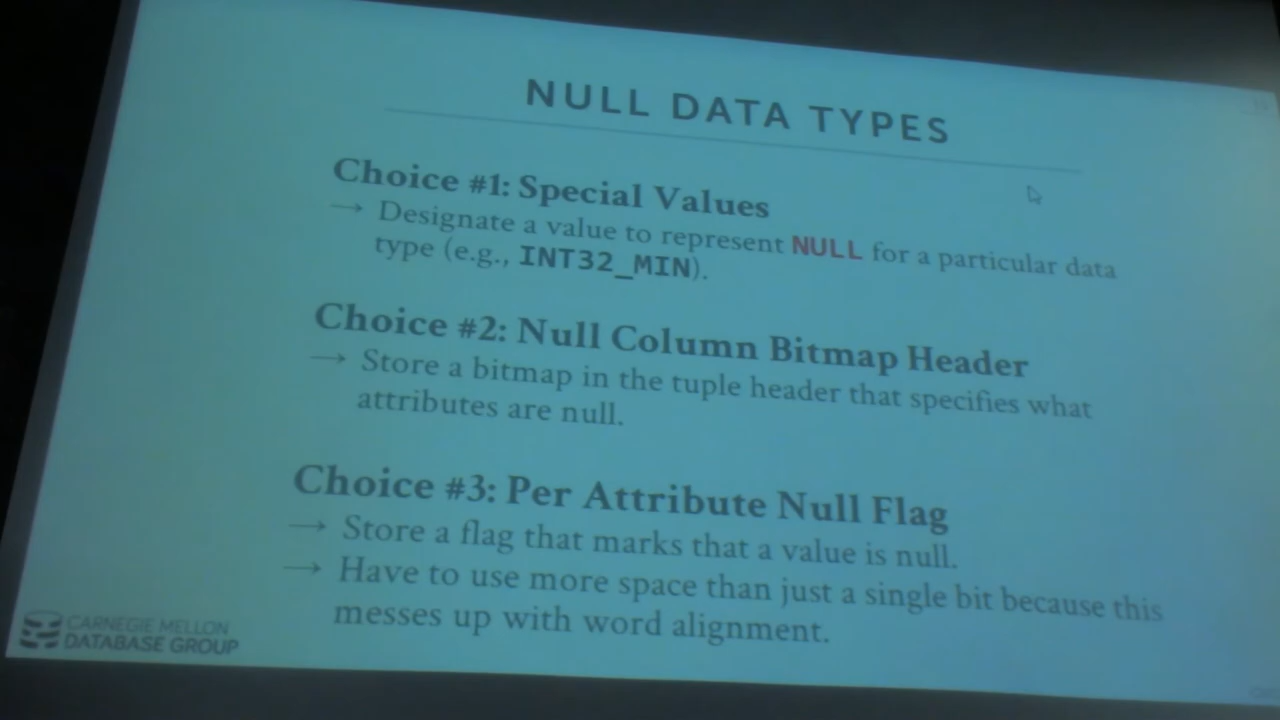 NULL DATA TYPES
Choice #1: Special Values
→ Designate a value to represent NULL for a particular data
type (e.g., INT32_MIN).
Choice #2: Null Column Bitmap Header
→ Store a bitmap in the tuple header that specifies what
attributes are null.
Choice #3: Per Attribute Null Flag
→ Store a flag that marks that a value is null.
→ Have to use more space than just a single bit because this
messes up with word alignment.
CARNEGIE MELLON
DATABASE GROUP